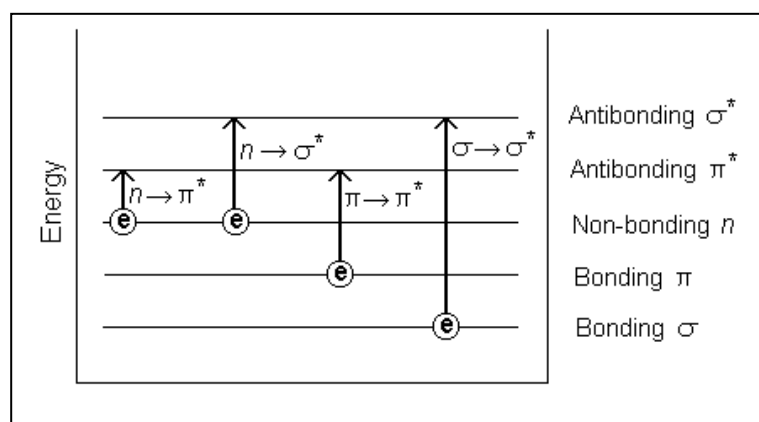 Energy
Antibonding σ*
n → σ*
σ → σ*
Antibonding π*
n → π*
π → π*
e
e
Non-bonding n
e
Bonding π
e
Bonding σ